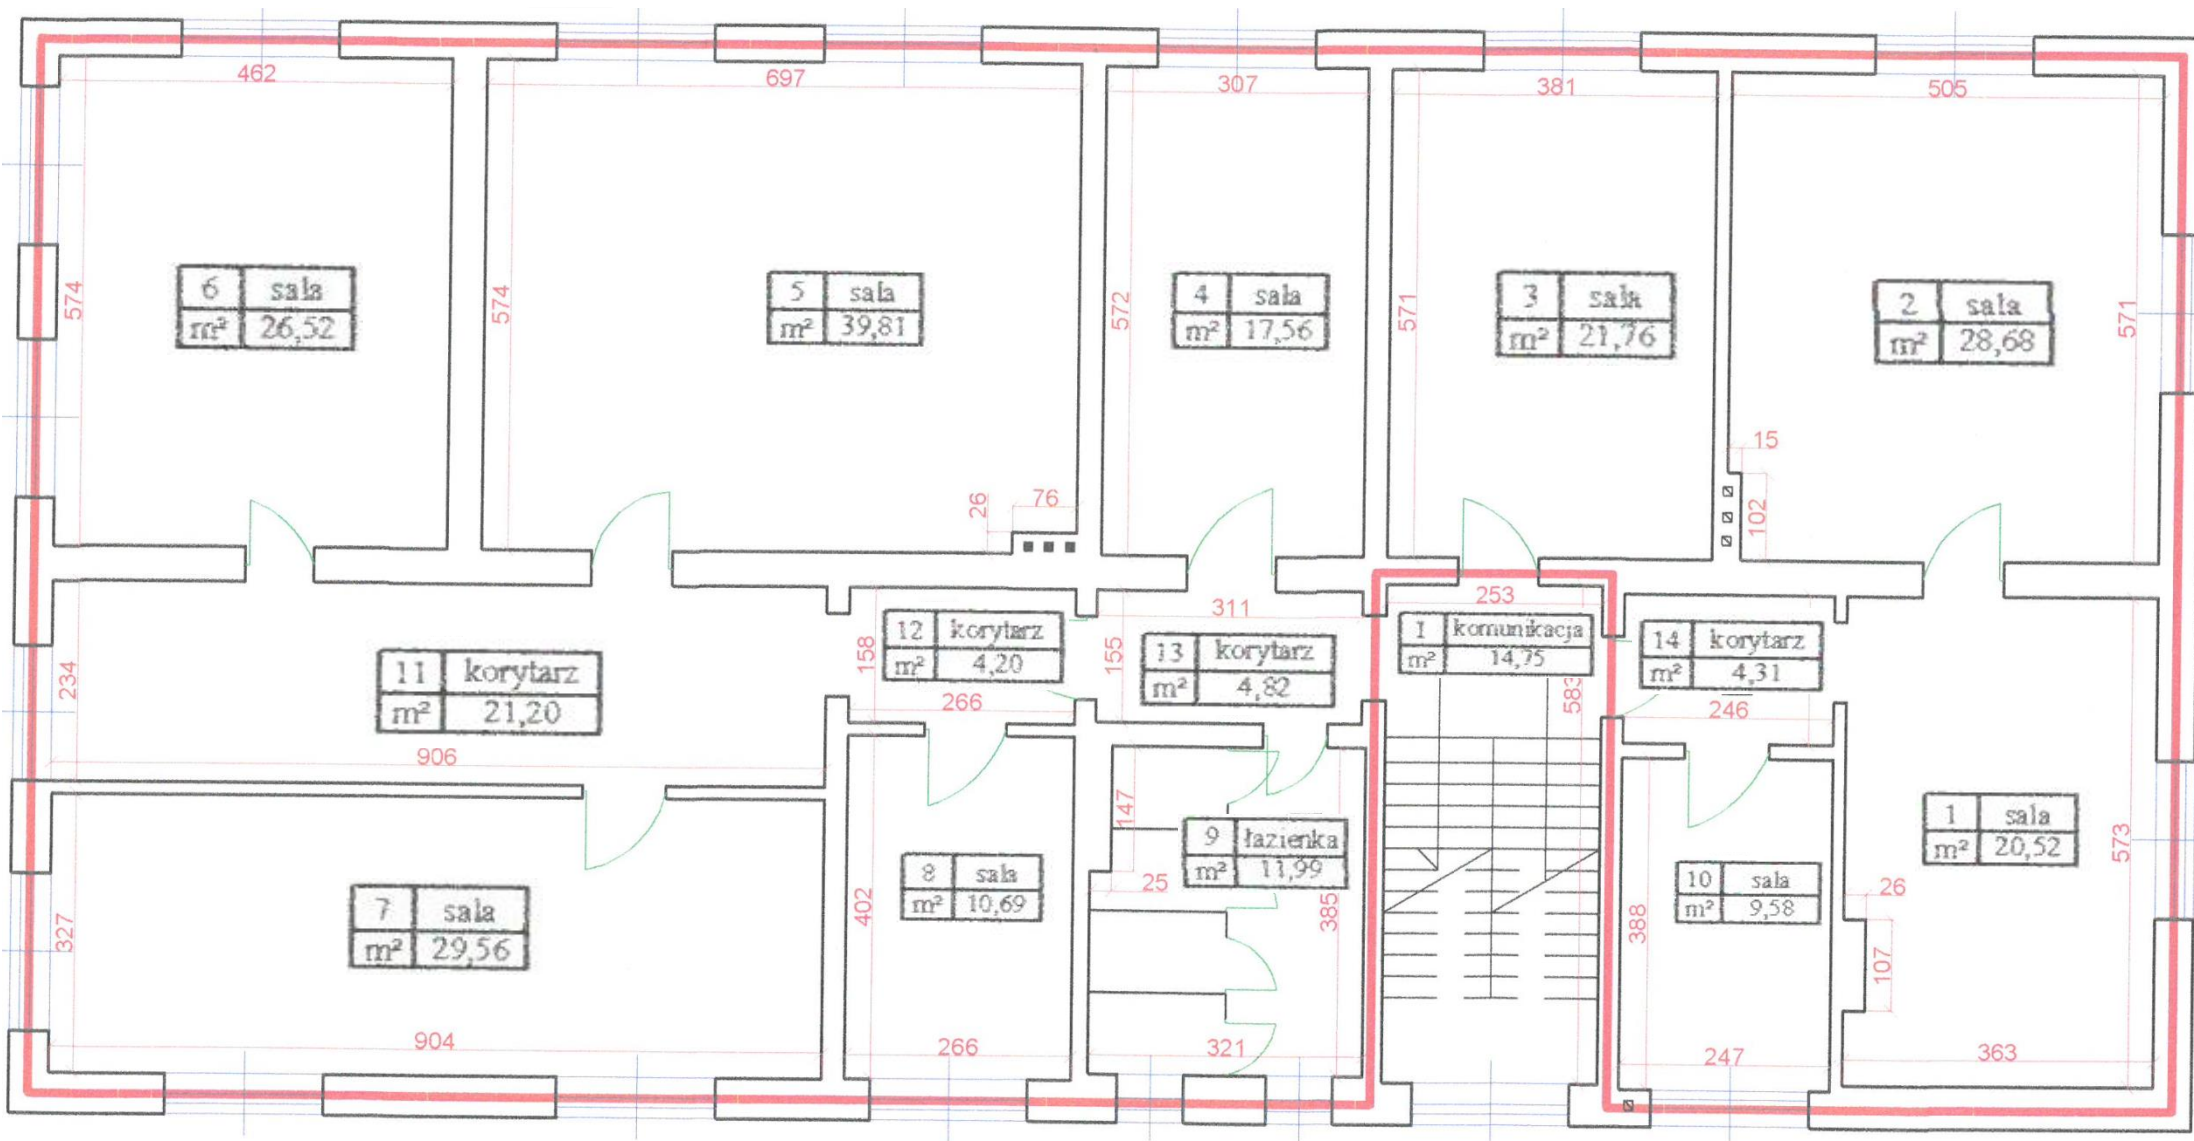 462
697
307
381
505
574
6 sala
m² 26,52
574
5 sala
m² 39,81
572
4 sala
m² 17,56
571
3 sala
m² 21,76
2 sala
m² 28,68
571
15
102
26
76
234
11 korytarz
m² 21,20
906
158
12 korytarz
m² 4,20
266
311
155
13 korytarz
m² 4,82
253
1 komunikacja
m² 14,75
583
14 korytarz
m² 4,31
246
327
7 sala
m² 29,56
904
402
8 sala
m² 10,69
266
147
25
9 łazienka
m² 11,99
385
321
388
10 sala
m² 9,58
247
1 sala
m² 20,52
573
26
107
363